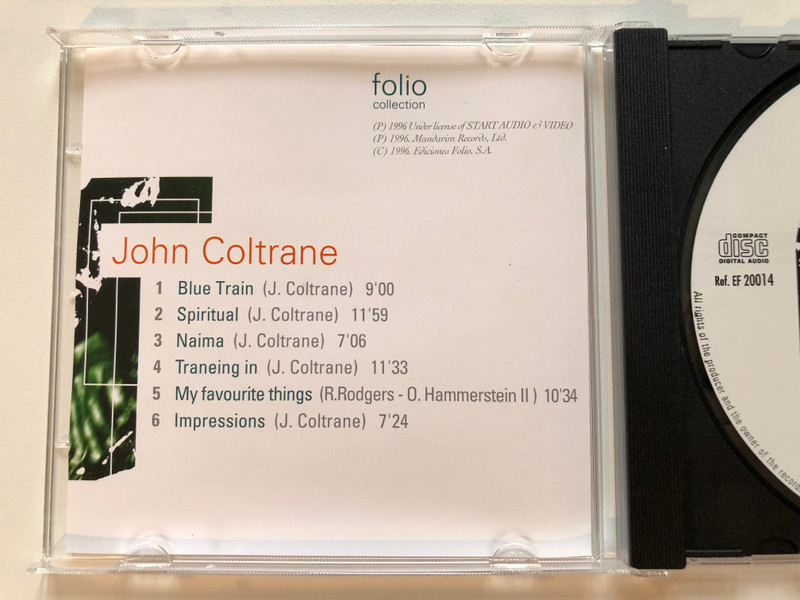 folio
collection
(P) 1996 Under license of START AUDIO & VIDEO
(P) 1996. Mandarim Records, Ltd.
(C) 1996. Ediciones Folio, S.A.
John Coltrane
1 Blue Train (J. Coltrane) 9'00
2 Spiritual (J. Coltrane) 11'59
3 Naima (J. Coltrane) 7'06
4 Traneing in (J. Coltrane) 11'33
5 My favourite things (R.Rodgers - O. Hammerstein II ) 10'34
6 Impressions (J. Coltrane) 7'24
COMPACT
disc
DIGITAL AUDIO
Ref. EF 20014
All rights of the producer and the owner of the record